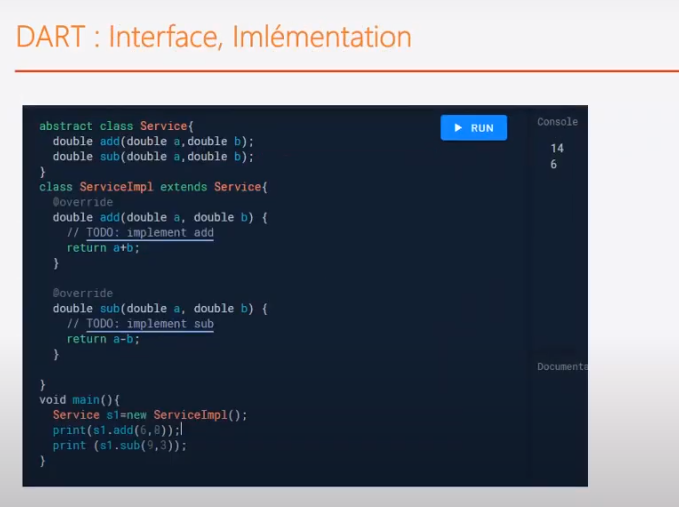 DART : Interface, Imlémentation
abstract class Service{
double add(double a,double b);
double sub(double a,double b);
}
class ServiceImpl extends Service{
@override
double add(double a, double b) {
// TODO: implement add
return a+b;
}
@override
double sub(double a, double b) {
// TODO: implement sub
return a-b;
}
}
void main(){
Service s1=new ServiceImpl();
print(s1.add(6,8));
print (s1.sub(9,3));
}
RUN
Console
14
6
Documenta